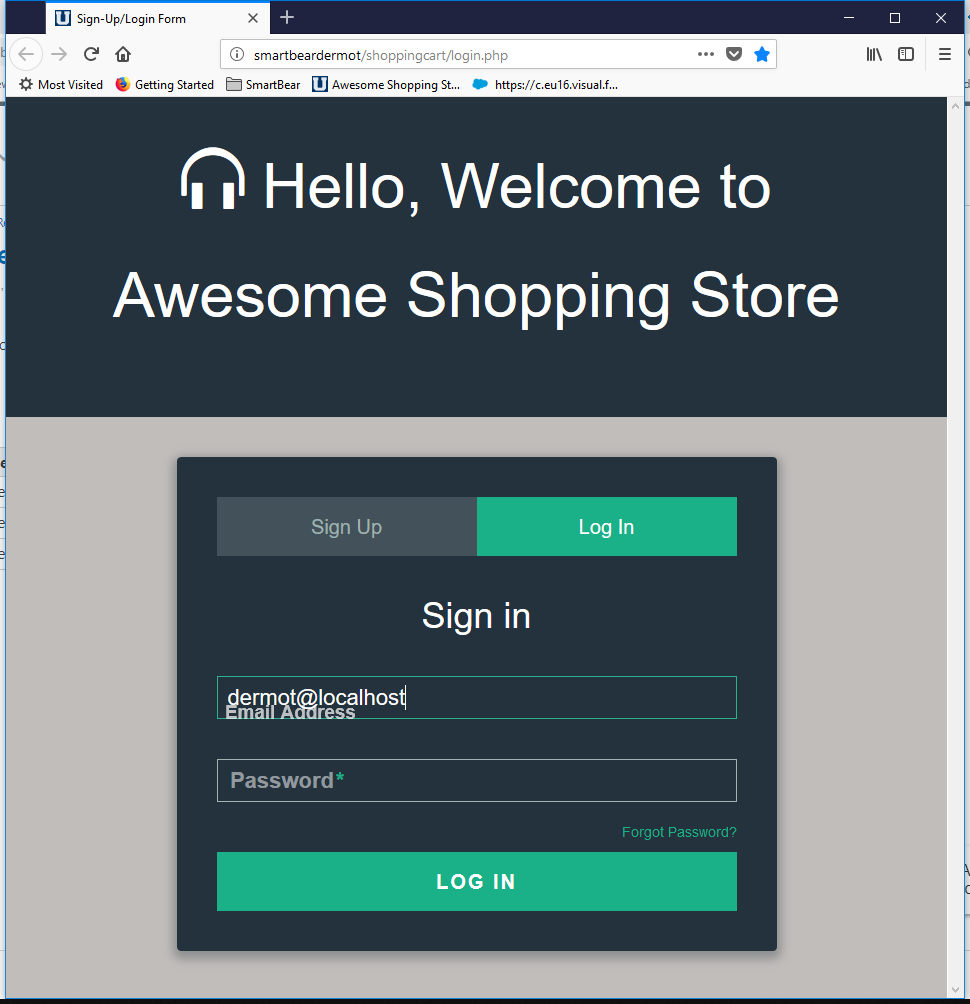 Sign-Up/Login Form
smartbeardermot/shoppingcart/login.php
Most Visited Getting Started SmartBear Awesome Shopping St... https://c.eu16.visual.f...
Hello, Welcome to
Awesome Shopping Store
Sign Up Log In
Sign in
dermot@localhost
Email Address
Password*
Forgot Password?
LOG IN